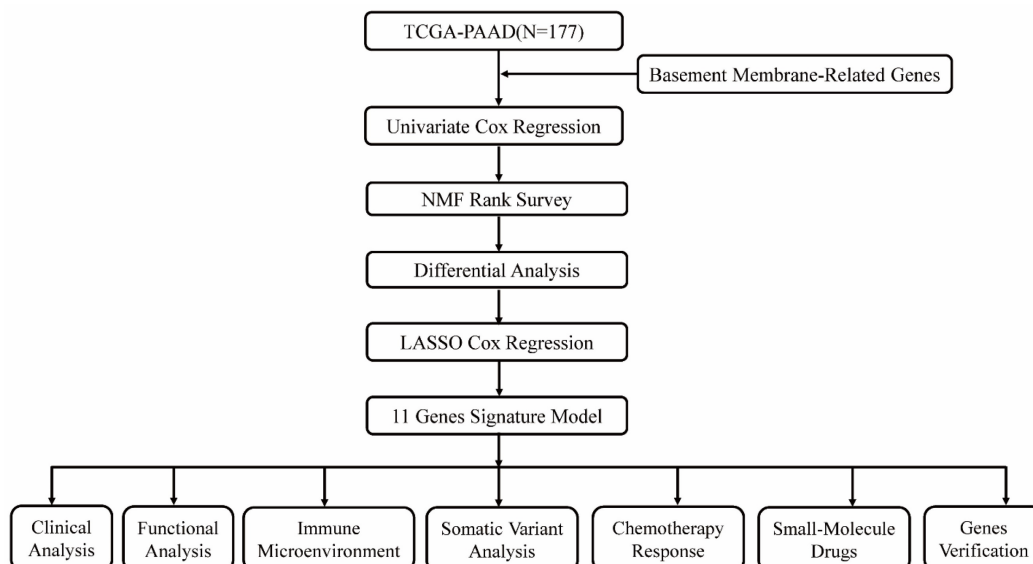 TCGA-PAAD(N=177)
Basement Membrane-Related Genes
Univariate Cox Regression
NMF Rank Survey
Differential Analysis
LASSO Cox Regression
11 Genes Signature Model
Clinical
Analysis
Functional
Analysis
Immune
Microenvironment
Somatic Variant
Analysis
Chemotherapy
Response
Small-Molecule
Drugs
Genes
Verification